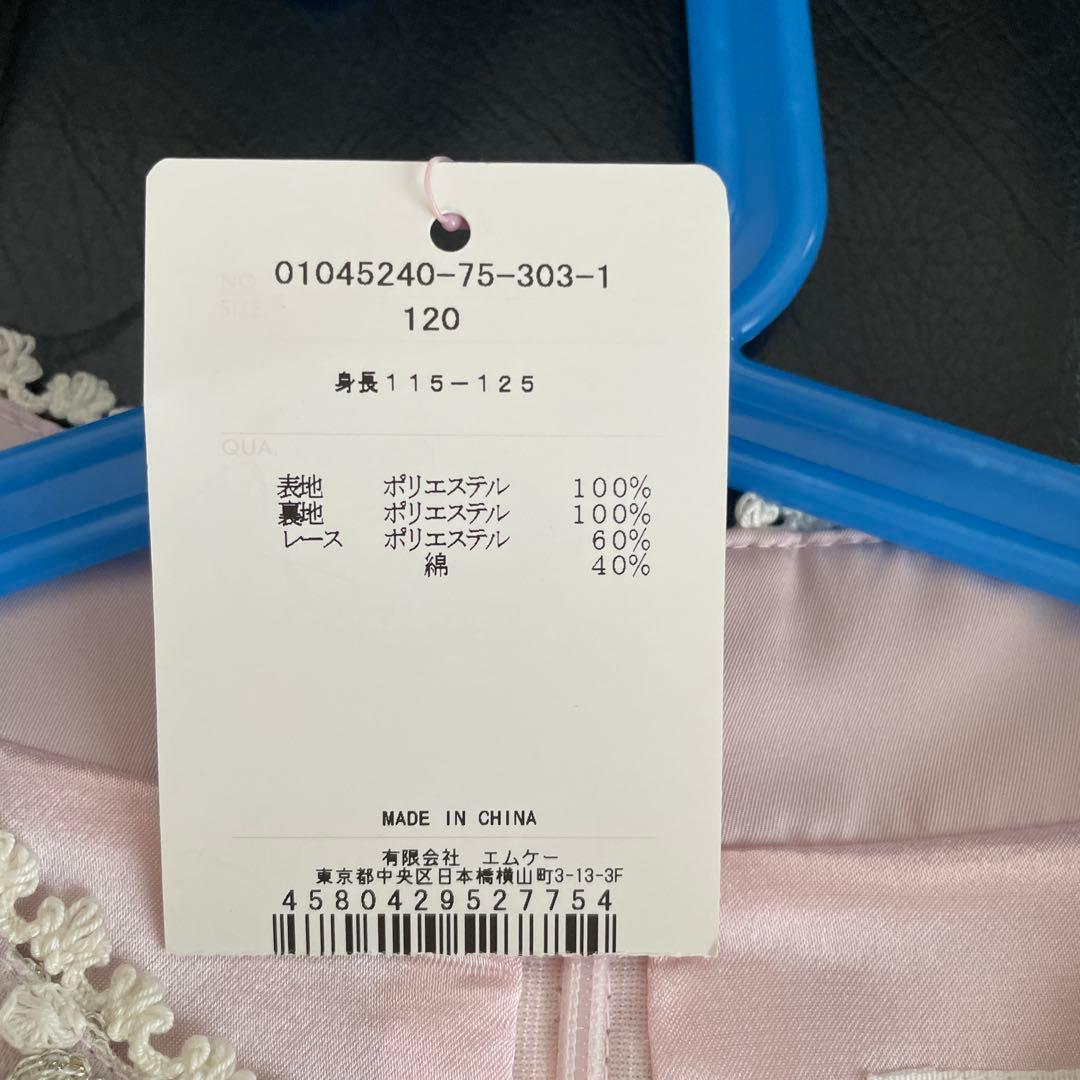 01045240-75-303-1
NO.
SIZE
120
身長115-125
QUA.
表地 ポリエステル 100%
裏地 ポリエステル 100%
レース ポリエステル 60%
綿 40%
MADE IN CHINA
有限会社 エムケー
東京都中央区日本橋横山町3-13-3F
4580429527754